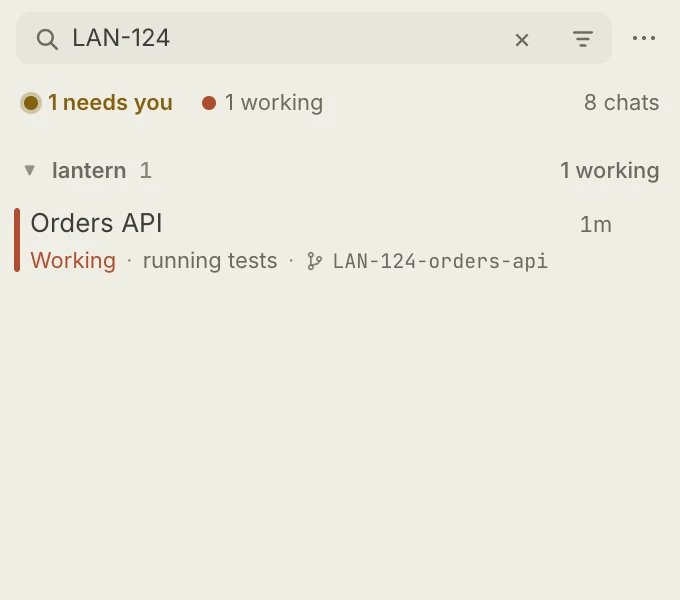 LAN-124
1 needs you 1 working 8 chats
lantern 1 1 working
Orders API 1m
Working · running tests · LAN-124-orders-api